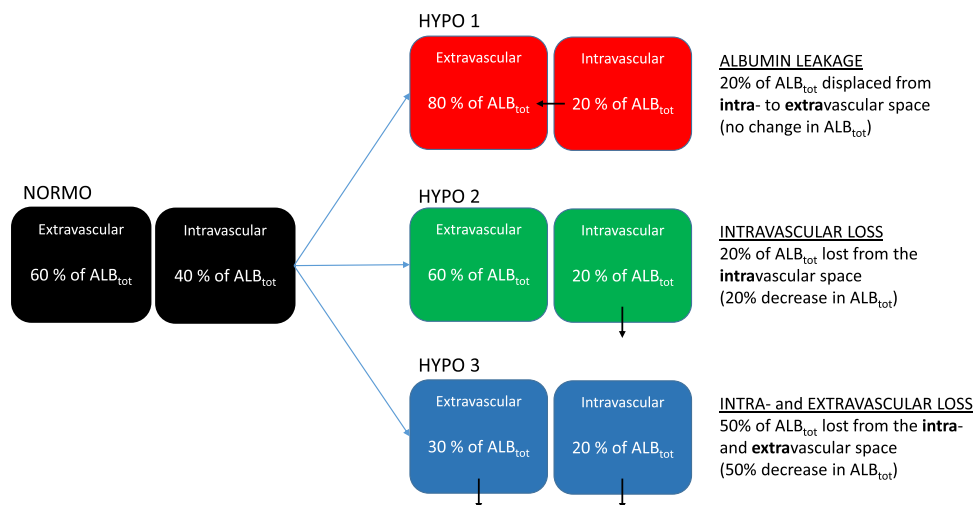 HYPO 1
Extravascular
Intravascular
80 % of ALBtot
20 % of ALBtot
ALBUMIN LEAKAGE
20% of ALBtot displaced from
intra- to extravascular space
(no change in ALBtot)
NORMO
Extravascular
Intravascular
60 % of ALBtot
40 % of ALBtot
HYPO 2
Extravascular
Intravascular
60 % of ALBtot
20 % of ALBtot
INTRAVASCULAR LOSS
20% of ALBtot lost from the
intravascular space
(20% decrease in ALBtot)
HYPO 3
Extravascular
Intravascular
30 % of ALBtot
20 % of ALBtot
INTRA- and EXTRAVASCULAR LOSS
50% of ALBtot lost from the intra-
and extravascular space
(50% decrease in ALBtot)